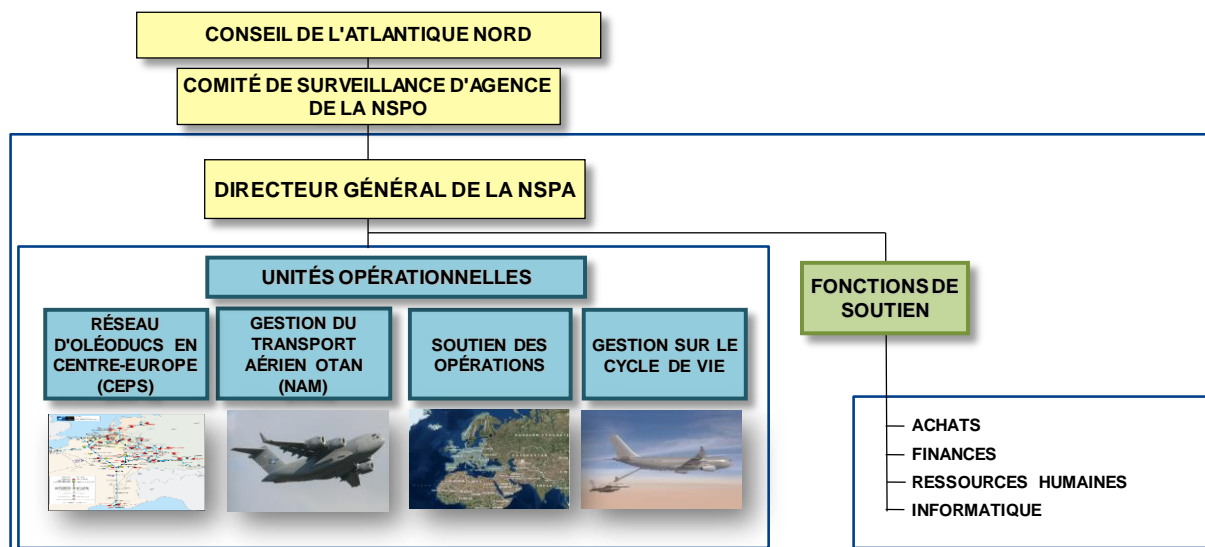 CONSEIL DE L'ATLANTIQUE NORD
COMITÉ DE SURVEILLANCE D'AGENCE
DE LA NSPO
DIRECTEUR GÉNÉRAL DE LA NSPA
UNITÉS OPÉRATIONNELLES
RÉSEAU
D'OLÉODUCS EN
CENTRE-EUROPE
(CEPS)
GESTION DU
TRANSPORT
AÉRIEN OTAN
(NAM)
SOUTIEN DES
OPÉRATIONS
GESTION SUR LE
CYCLE DE VIE
FONCTIONS DE
SOUTIEN
ACHATS
FINANCES
RESSOURCES HUMAINES
INFORMATIQUE